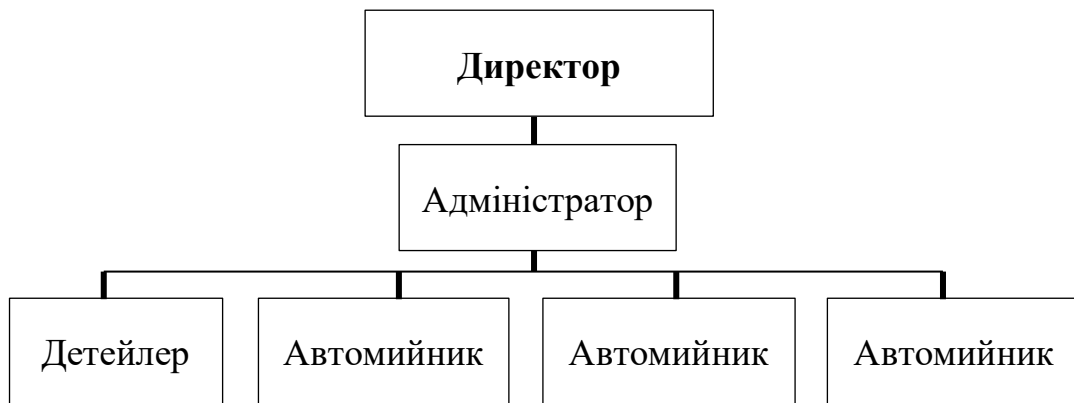 Директор
Адміністратор
Детейлер
Автомийник
Автомийник
Автомийник